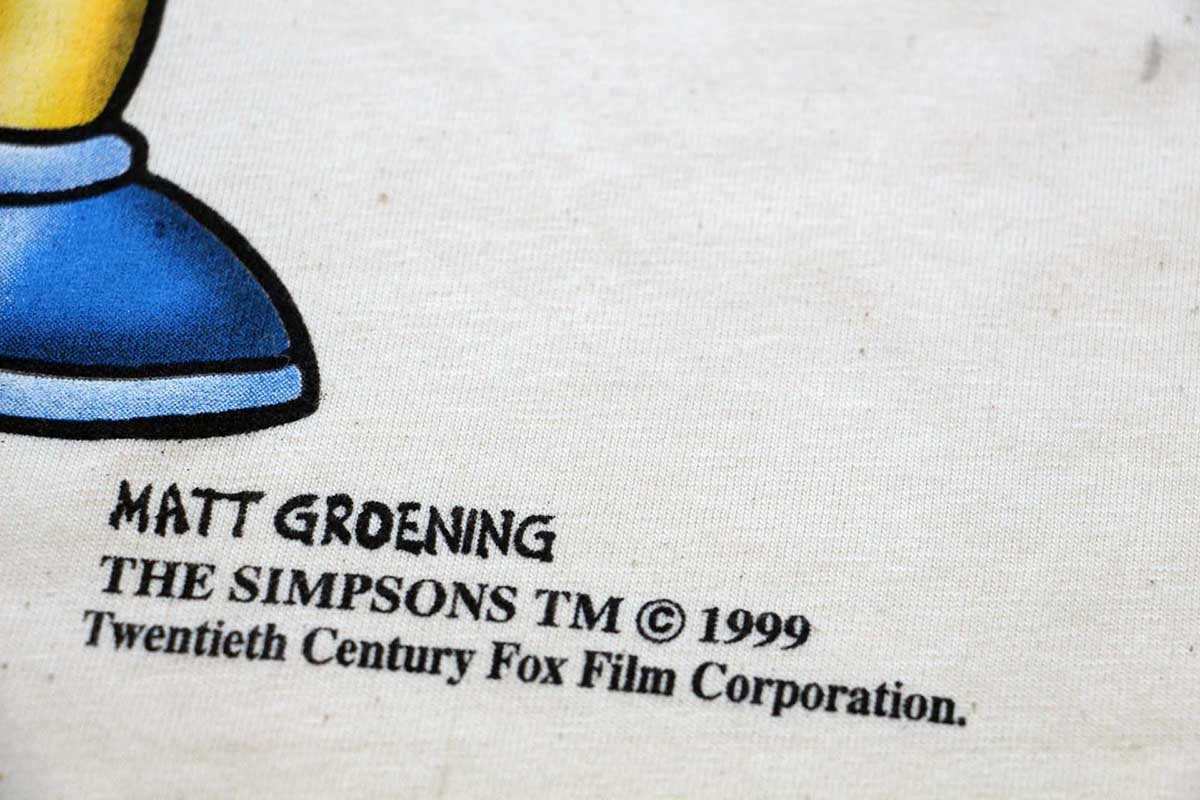 MATT GROENING
THE SIMPSONS TM © 1999
Twentieth Century Fox Film Corporation.